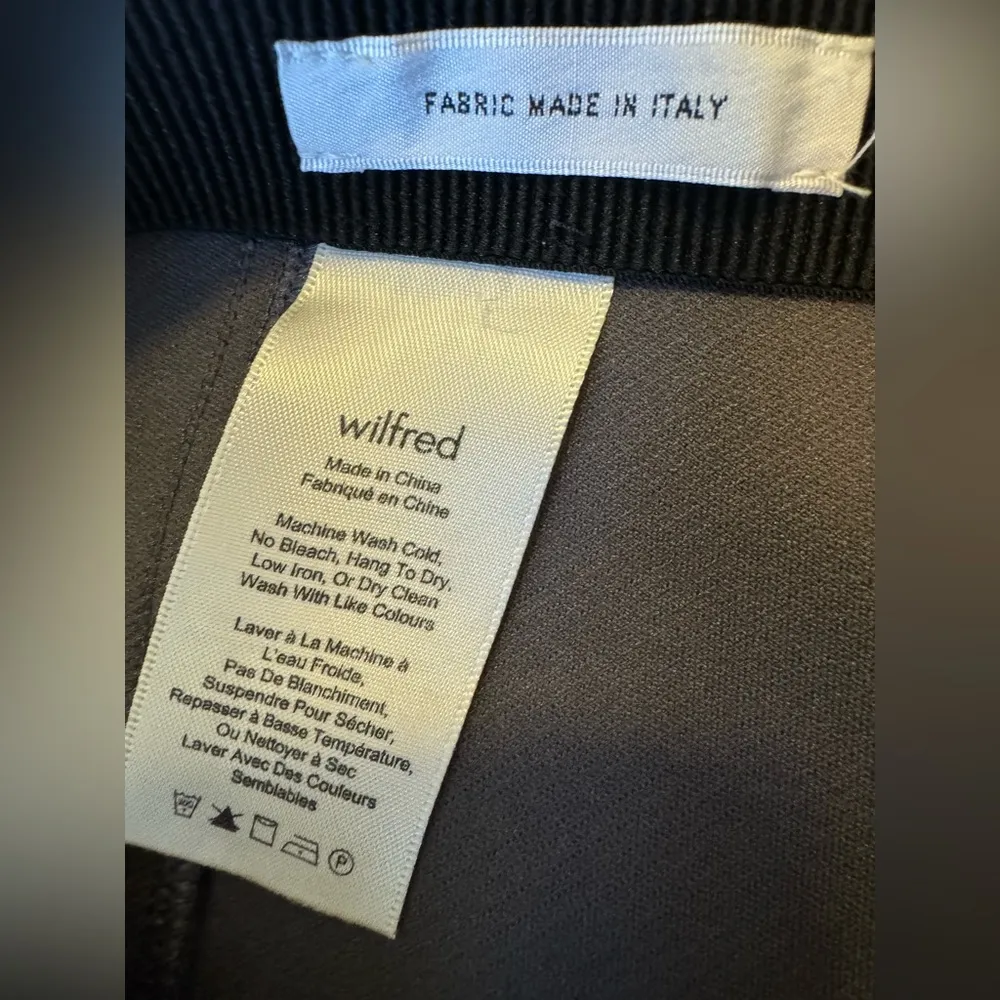 FABRIC MADE IN ITALY
wilfred
Made in China
Fabriqué en Chine
Machine Wash Cold,
No Bleach, Hang To Dry,
Low Iron, Or Dry Clean
Wash With Like Colours
Laver à La Machine à
L'eau Froide,
Pas De Blanchiment,
Suspendre Pour Sécher,
Repasser à Basse Température,
Ou Nettoyer à Sec
Laver Avec Des Couleurs
Semblables
P